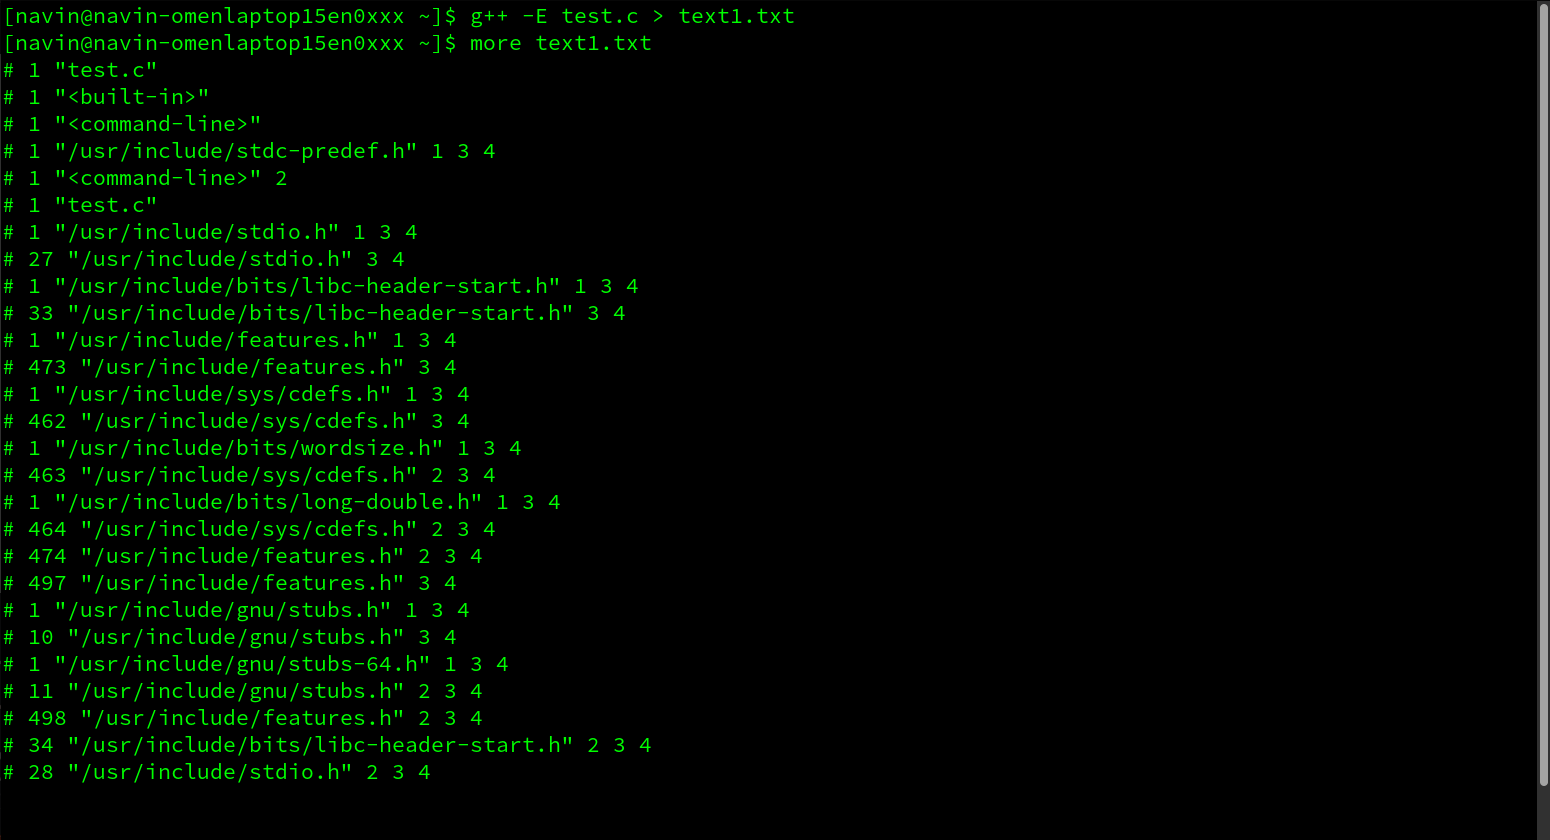 [navin@navin-omenlaptop15en0xxx ~]$ g++ -E test.c > text1.txt
[navin@navin-omenlaptop15en0xxx ~]$ more text1.txt
# 1 "test.c"
# 1 "<built-in>"
# 1 "<command-line>"
# 1 "/usr/include/stdc-predef.h" 1 3 4
# 1 "<command-line>" 2
# 1 "test.c"
# 1 "/usr/include/stdio.h" 1 3 4
# 27 "/usr/include/stdio.h" 3 4
# 1 "/usr/include/bits/libc-header-start.h" 1 3 4
# 33 "/usr/include/bits/libc-header-start.h" 3 4
# 1 "/usr/include/features.h" 1 3 4
# 473 "/usr/include/features.h" 3 4
# 1 "/usr/include/sys/cdefs.h" 1 3 4
# 462 "/usr/include/sys/cdefs.h" 3 4
# 1 "/usr/include/bits/wordsize.h" 1 3 4
# 463 "/usr/include/sys/cdefs.h" 2 3 4
# 1 "/usr/include/bits/long-double.h" 1 3 4
# 464 "/usr/include/sys/cdefs.h" 2 3 4
# 474 "/usr/include/features.h" 2 3 4
# 497 "/usr/include/features.h" 3 4
# 1 "/usr/include/gnu/stubs.h" 1 3 4
# 10 "/usr/include/gnu/stubs.h" 3 4
# 1 "/usr/include/gnu/stubs-64.h" 1 3 4
# 11 "/usr/include/gnu/stubs.h" 2 3 4
# 498 "/usr/include/features.h" 2 3 4
# 34 "/usr/include/bits/libc-header-start.h" 2 3 4
# 28 "/usr/include/stdio.h" 2 3 4